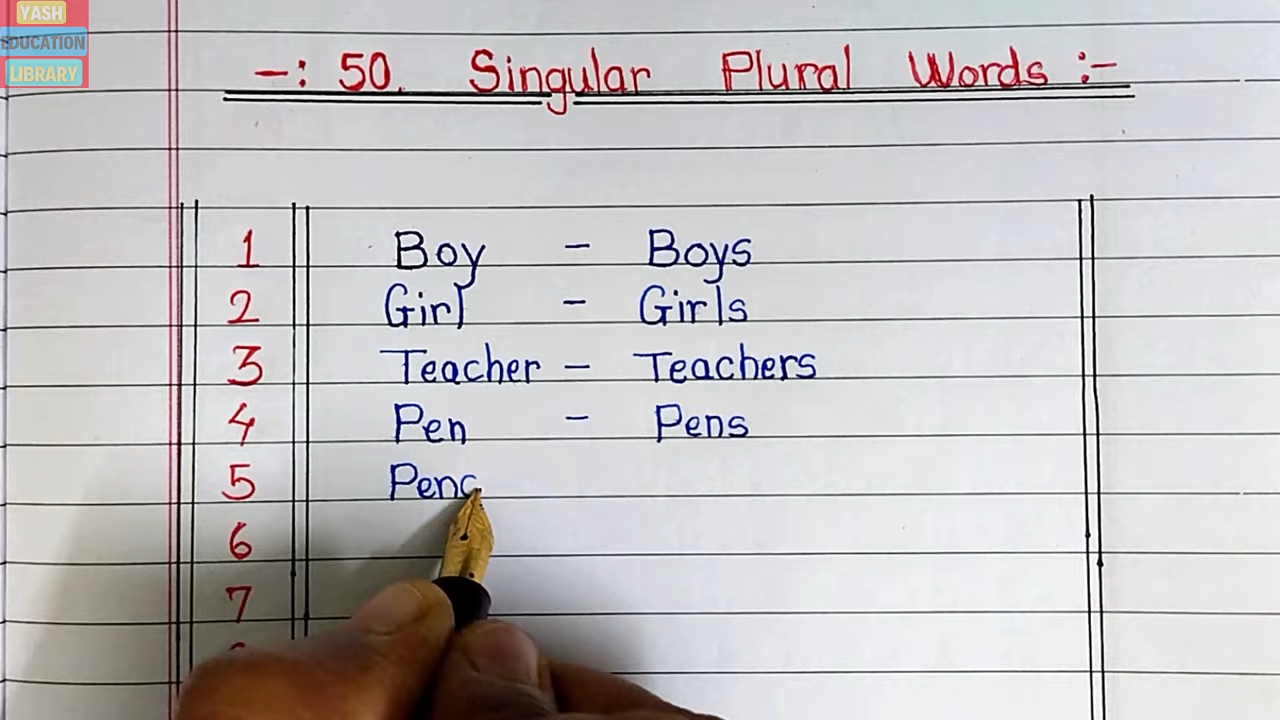 YASH
EDUCATION
LIBRARY
-: 50. Singular Plural Words :-
1 Boy - Boys
2 Girl - Girls
3 Teacher - Teachers
4 Pen - Pens
5 Penc
6
7